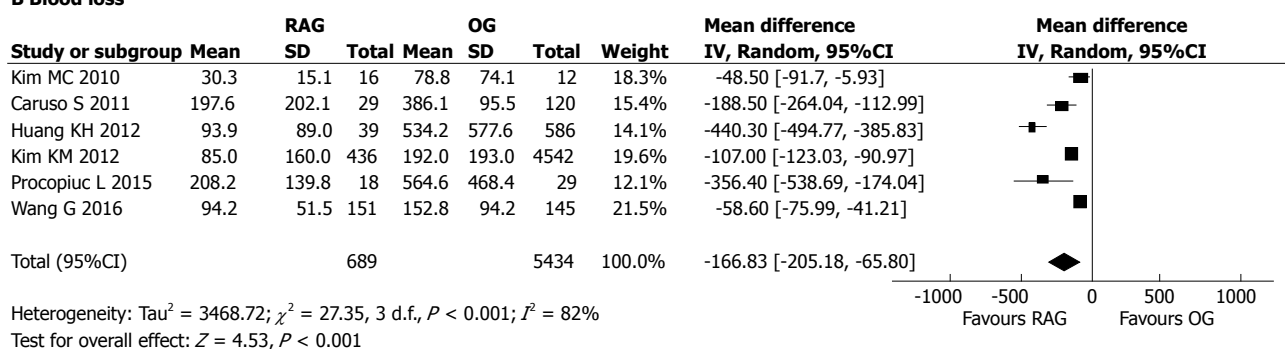 B Blood loss
RAG OG Mean difference Mean difference
Study or subgroup Mean SD Total Mean SD Total Weight IV, Random, 95%CI IV, Random, 95%CI
Kim MC 2010 30.3 15.1 16 78.8 74.1 12 18.3% -48.50 [-91.7, -5.93]
Caruso S 2011 197.6 202.1 29 386.1 95.5 120 15.4% -188.50 [-264.04, -112.99]
Huang KH 2012 93.9 89.0 39 534.2 577.6 586 14.1% -440.30 [-494.77, -385.83]
Kim KM 2012 85.0 160.0 436 192.0 193.0 4542 19.6% -107.00 [-123.03, -90.97]
Procopiuc L 2015 208.2 139.8 18 564.6 468.4 29 12.1% -356.40 [-538.69, -174.04]
Wang G 2016 94.2 51.5 151 152.8 94.2 145 21.5% -58.60 [-75.99, -41.21]
Total (95%CI) 689 5434 100.0% -166.83 [-205.18, -65.80]
-1000 -500 0 500 1000
Heterogeneity: Tau² = 3468.72; χ² = 27.35, 3 d.f., P < 0.001; I² = 82%
Favours RAG Favours OG
Test for overall effect: Z = 4.53, P < 0.001